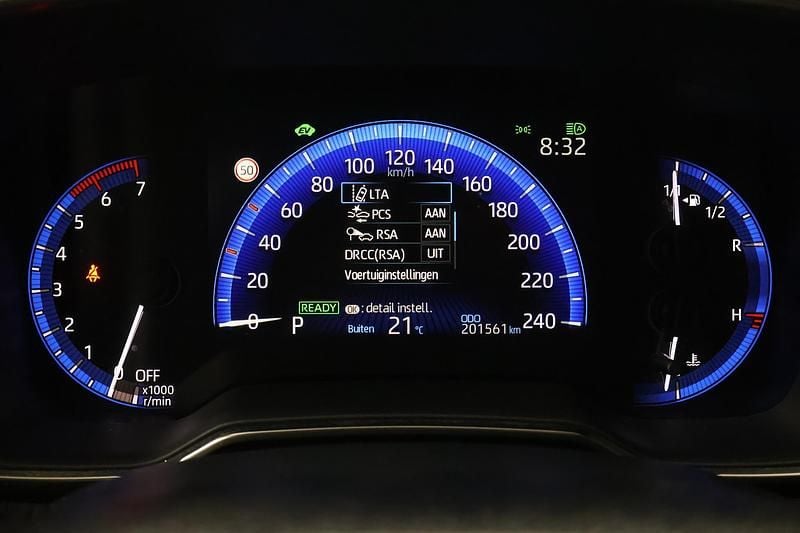 EV
50
A
8:32
0
20
40
60
80
100
120
140
160
180
200
220
240
km/h
LTA
PCS AAN
RSA AAN
DRCC(RSA) UIT
Voertuiginstellingen
READY OK : detail instell.
P Buiten 21 °C ODO 201561 km
7
6
5
4
3
2
1
0 OFF
x1000
r/min
1/1
1/2
R
H